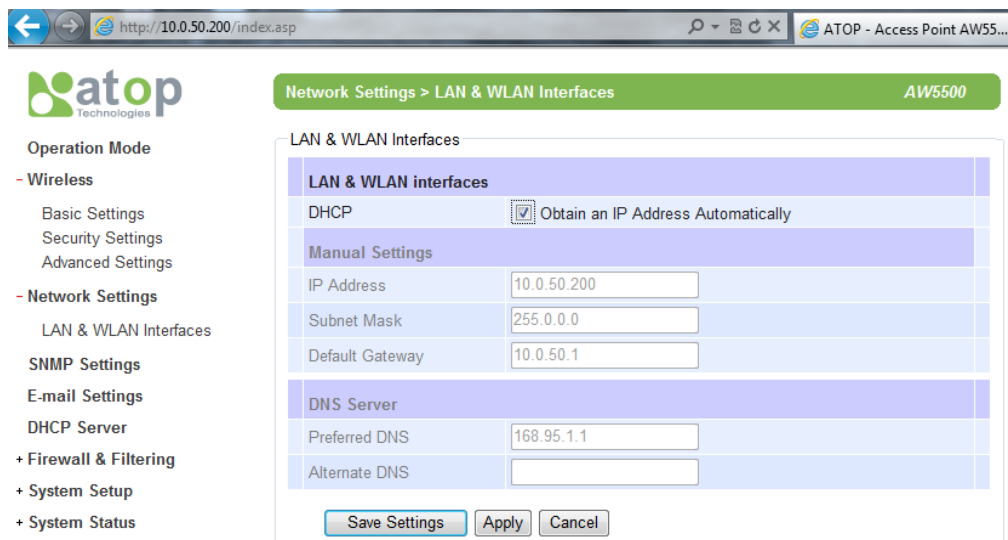 http://10.0.50.200/index.asp
ATOP - Access Point AW55...
atop
Technologies
Network Settings > LAN & WLAN Interfaces AW5500
Operation Mode
- Wireless
Basic Settings
Security Settings
Advanced Settings
- Network Settings
LAN & WLAN Interfaces
SNMP Settings
E-mail Settings
DHCP Server
+ Firewall & Filtering
+ System Setup
+ System Status
LAN & WLAN Interfaces
LAN & WLAN interfaces
DHCP Obtain an IP Address Automatically
Manual Settings
IP Address 10.0.50.200
Subnet Mask 255.0.0.0
Default Gateway 10.0.50.1
DNS Server
Preferred DNS 168.95.1.1
Alternate DNS
Save Settings Apply Cancel